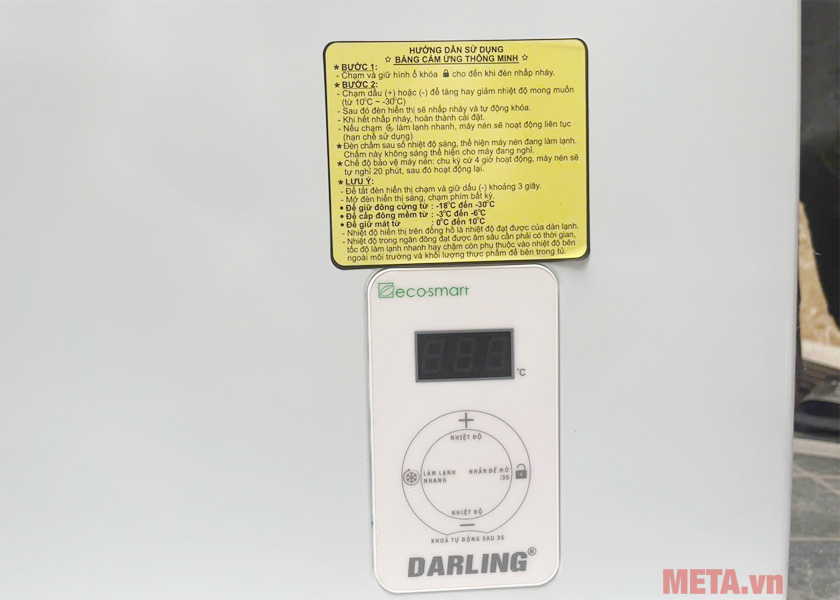 HƯỚNG DẪN SỬ DỤNG
☆ BẢNG CẢM ỨNG THÔNG MINH ☆
* BƯỚC 1:
- Chạm và giữ hình ổ khóa 🔒 cho đến khi đèn nhấp nháy.
* BƯỚC 2:
- Chạm dấu (+) hoặc (-) để tăng hay giảm nhiệt độ mong muốn
(từ 10°C ~ -30°C)
- Sau đó đèn hiển thị sẽ nhấp nháy và tự động khóa.
- Khi hết nhấp nháy, hoàn thành cài đặt.
- Nếu chạm làm lạnh nhanh, máy nén sẽ hoạt động liên tục
(hạn chế sử dụng)
* Đèn chấm sau số nhiệt độ sáng, thể hiện máy nén đang làm lạnh.
Chấm này không sáng thể hiện cho máy đang nghỉ.
* Chế độ bảo vệ máy nén: chu kỳ cứ 4 giờ hoạt động, máy nén sẽ
tự nghỉ 20 phút, sau đó hoạt động lại.
* LƯU Ý:
- Để tắt đèn hiển thị chạm và giữ dấu (-) khoảng 3 giây.
- Mở đèn hiển thị sáng, chạm phím bất kỳ.
• Để giữ đông cứng từ : -18°C đến -30°C
• Để cấp đông mềm từ : -3°C đến -6°C
• Để giữ mát từ : 0°C đến 10°C
- Nhiệt độ hiển thị trên đồng hồ là nhiệt độ đạt được của dàn lạnh.
- Nhiệt độ trong ngăn đông đạt được âm sâu cần phải có thời gian,
tốc độ làm lạnh nhanh hay chậm còn phụ thuộc vào nhiệt độ bên
ngoài môi trường và khối lượng thực phẩm để bên trong tủ.
eco-smart
°C
+
NHIỆT ĐỘ
LÀM LẠNH
NHANH
NHẤN ĐỂ MỞ
/3S
NHIỆT ĐỘ
−
KHOÁ TỰ ĐỘNG SAU 3S
DARLING®
META.vn